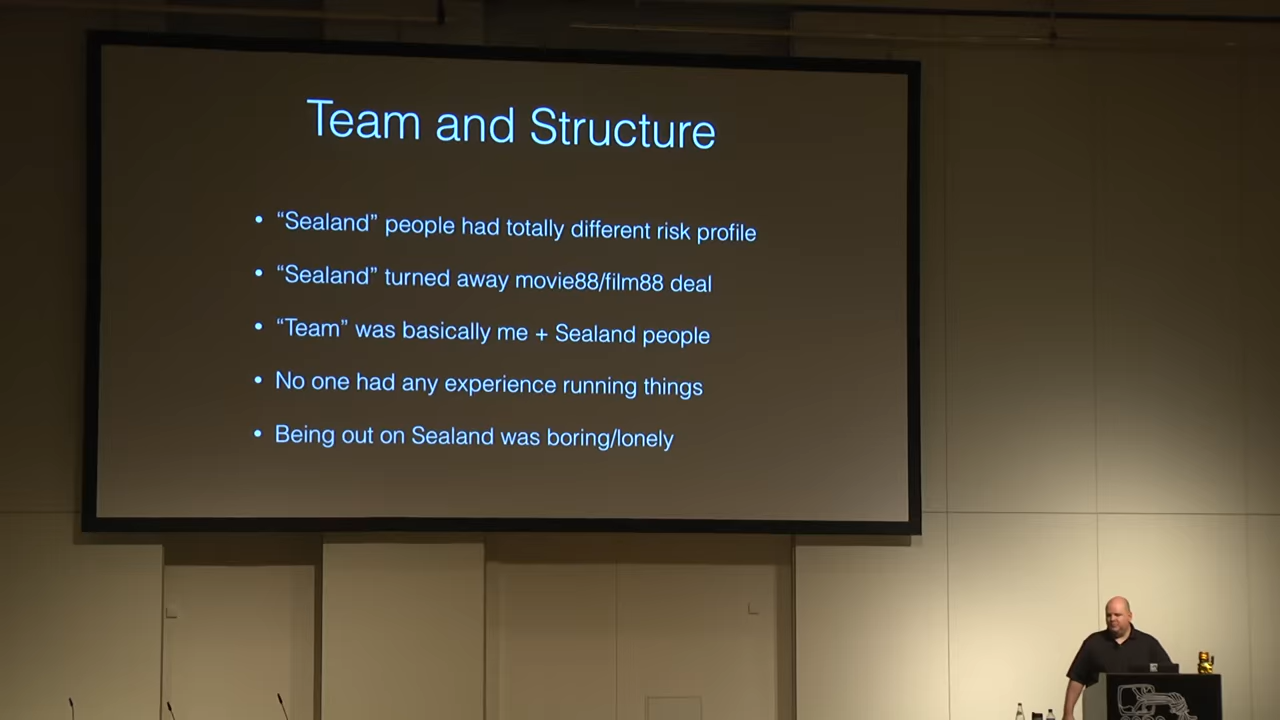 Team and Structure
• “Sealand” people had totally different risk profile
• “Sealand” turned away movie88/film88 deal
• “Team” was basically me + Sealand people
• No one had any experience running things
• Being out on Sealand was boring/lonely